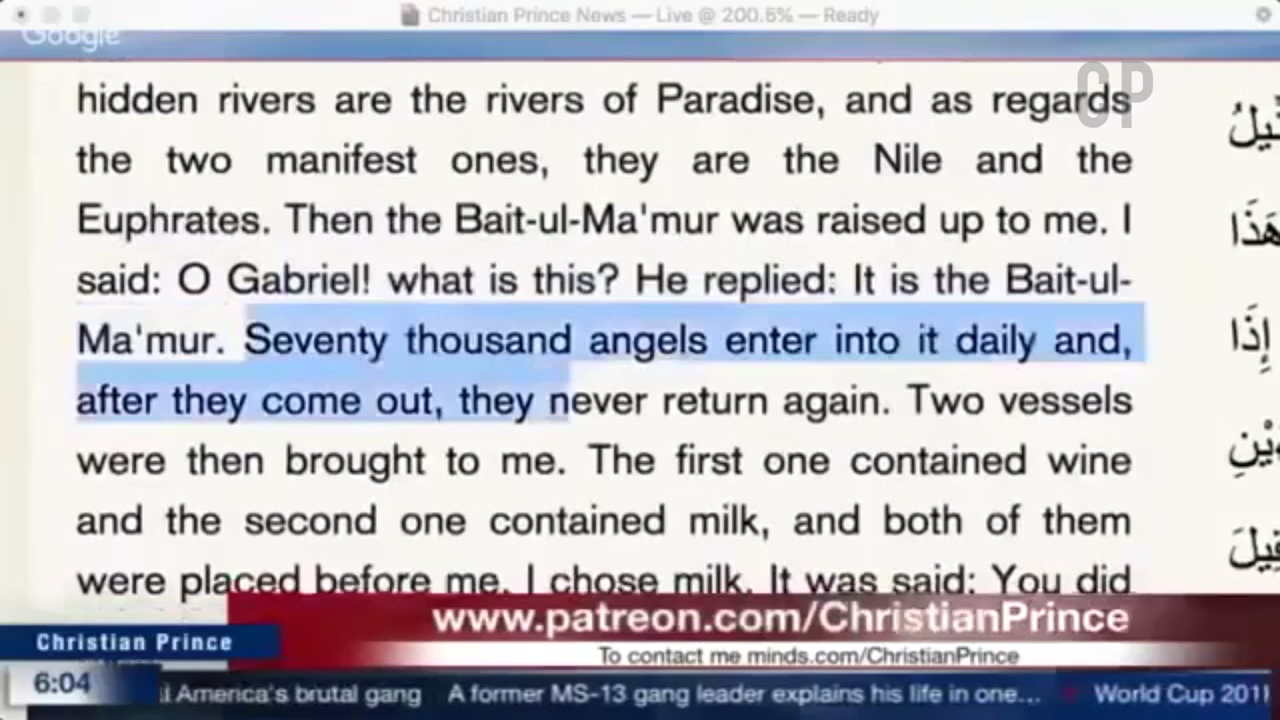 Christian Prince News — Live @ 200.5% — Ready
Google
CP
hidden rivers are the rivers of Paradise, and as regards
the two manifest ones, they are the Nile and the
Euphrates. Then the Bait-ul-Ma'mur was raised up to me. I
said: O Gabriel! what is this? He replied: It is the Bait-ul-
Ma'mur. Seventy thousand angels enter into it daily and,
after they come out, they never return again. Two vessels
were then brought to me. The first one contained wine
and the second one contained milk, and both of them
were placed before me. I chose milk. It was said: You did
هَذَا
إِذَا
www.patreon.com/ChristianPrince
Christian Prince
To contact me minds.com/ChristianPrince
6:04
America's brutal gang A former MS-13 gang leader explains his life in one... World Cup 201